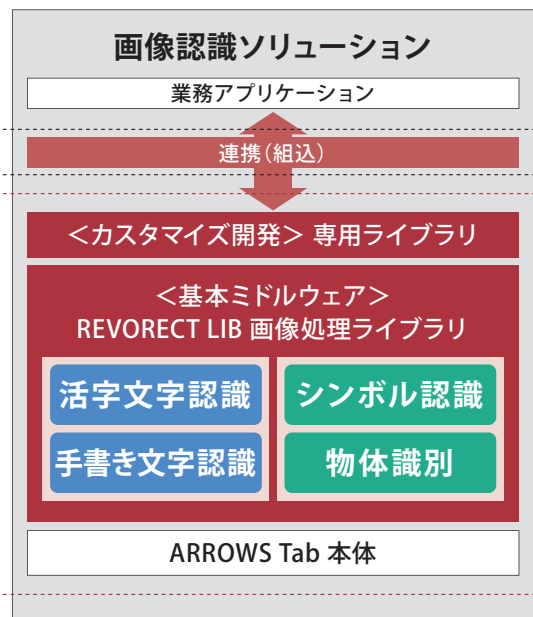 画像認識ソリューション
業務アプリケーション
連携(組込)
＜カスタマイズ開発＞ 専用ライブラリ
＜基本ミドルウェア＞
REVORECT LIB 画像処理ライブラリ
活字文字認識
シンボル認識
手書き文字認識
物体識別
ARROWS Tab 本体